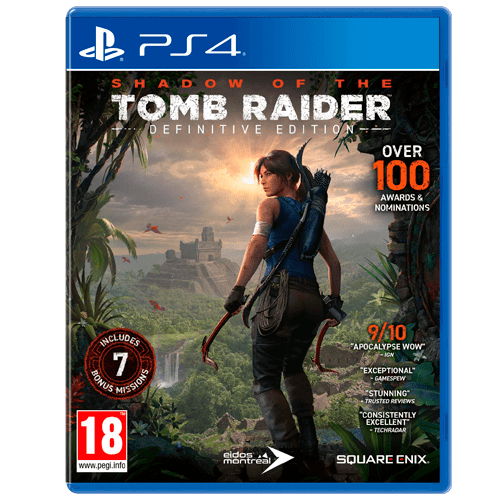 PS4
SHADOW OF THE
TOMB RAIDER
DEFINITIVE EDITION
OVER
100
AWARDS &
NOMINATIONS
9/10
"APOCALYPSE WOW"
- IGN
"EXCEPTIONAL"
- GAMESPEW
"STUNNING"
- TRUSTED REVIEWS
"CONSISTENTLY
EXCELLENT"
- TECHRADAR
INCLUDES
7
BONUS MISSIONS
18
www.pegi.info
eidos
montréal
SQUARE ENIX